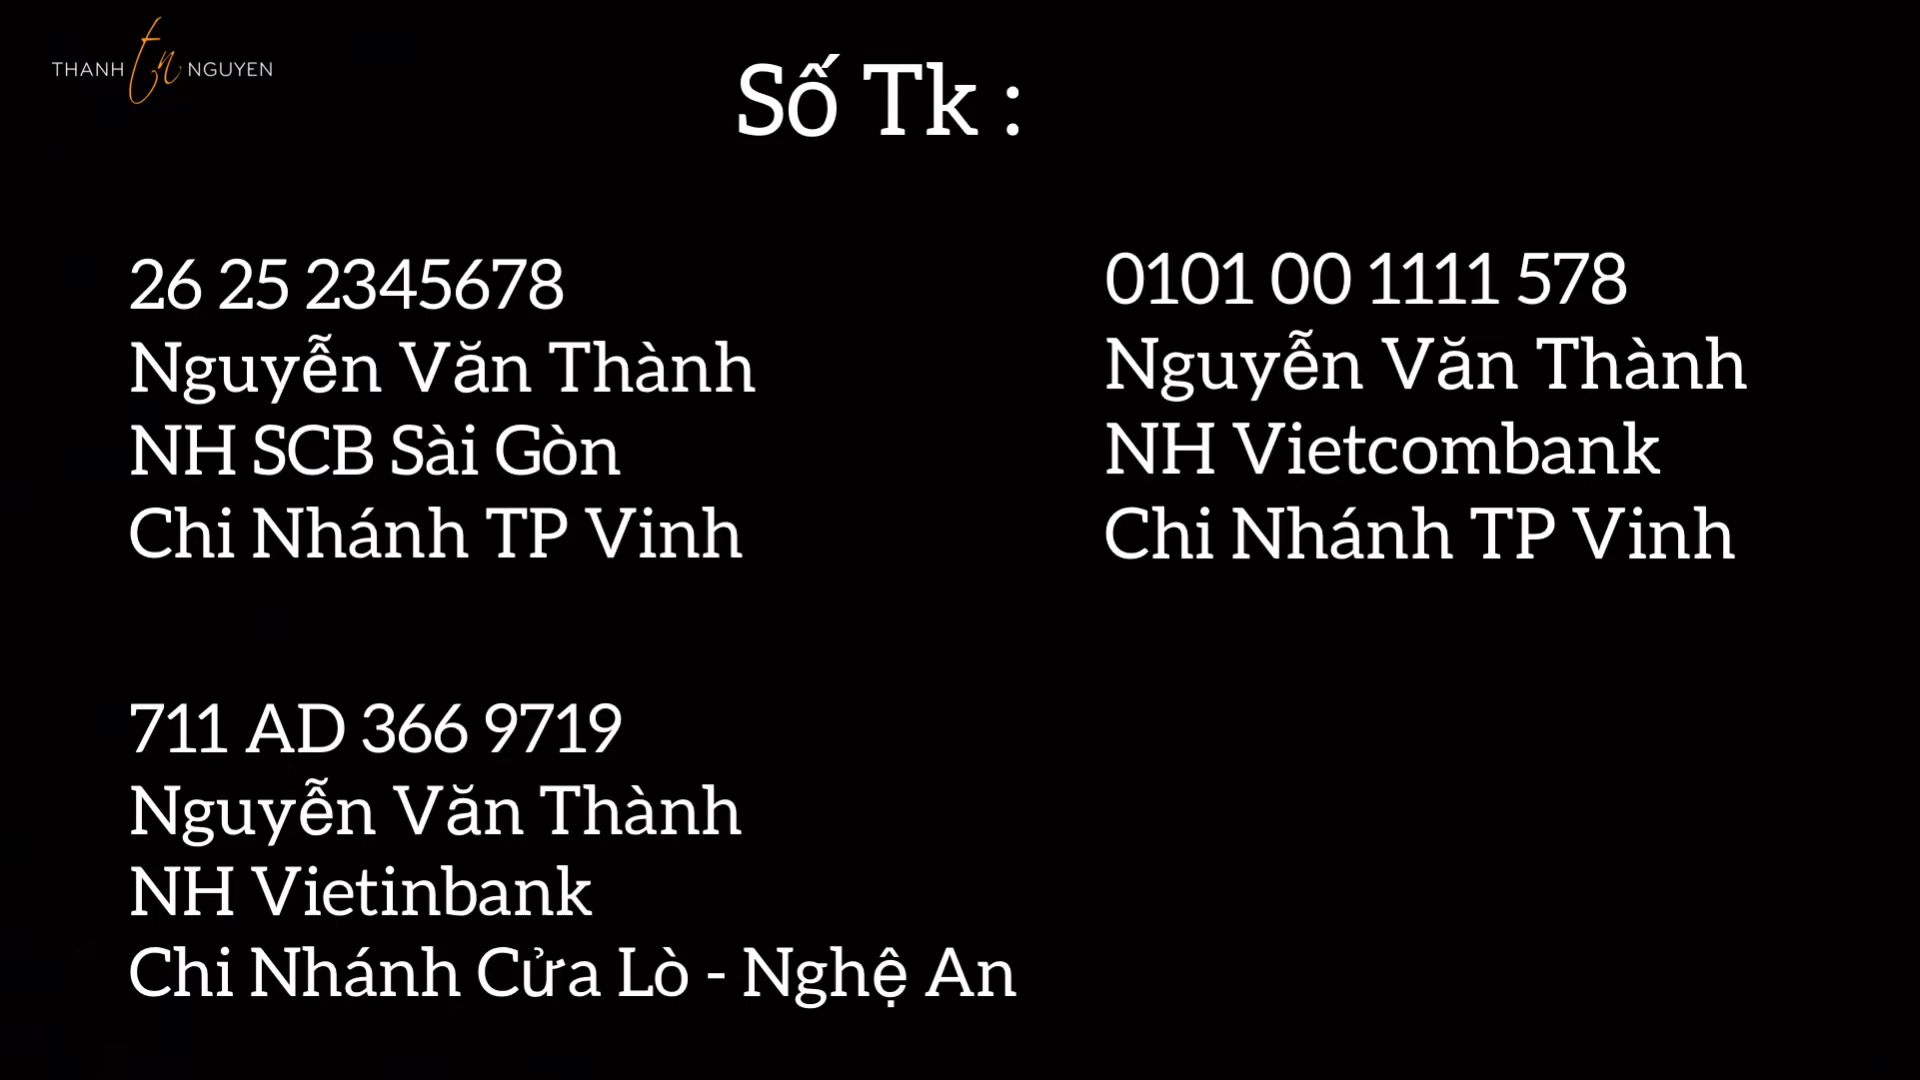 THANH tn NGUYEN
Số Tk :
26 25 2345678
Nguyễn Văn Thành
NH SCB Sài Gòn
Chi Nhánh TP Vinh
0101 00 1111 578
Nguyễn Văn Thành
NH Vietcombank
Chi Nhánh TP Vinh
711 AD 366 9719
Nguyễn Văn Thành
NH Vietinbank
Chi Nhánh Cửa Lò - Nghệ An